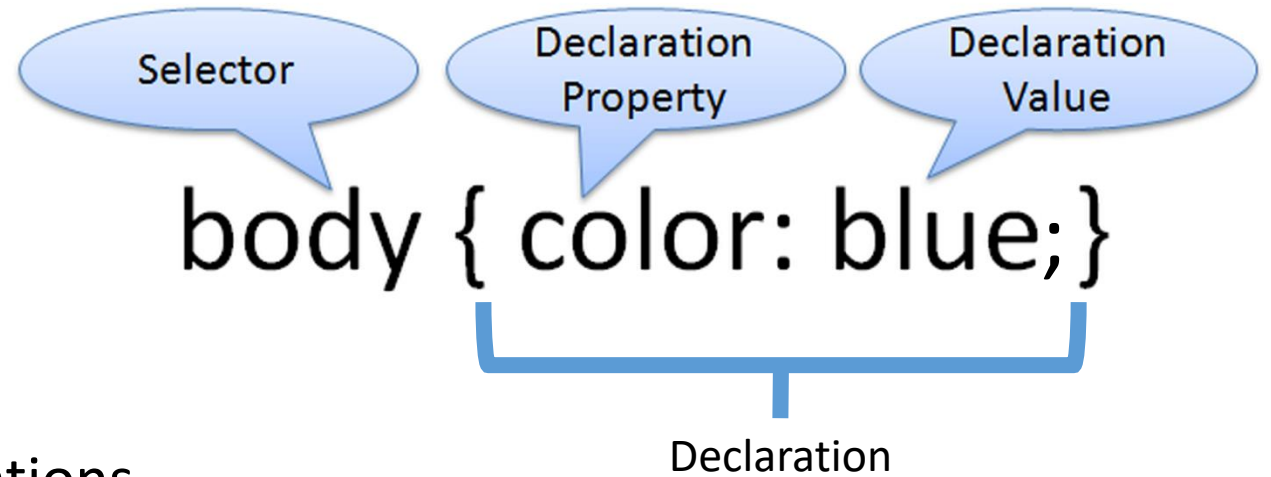 Selector
Declaration
Property
Declaration
Value
body { color: blue; }
Declaration